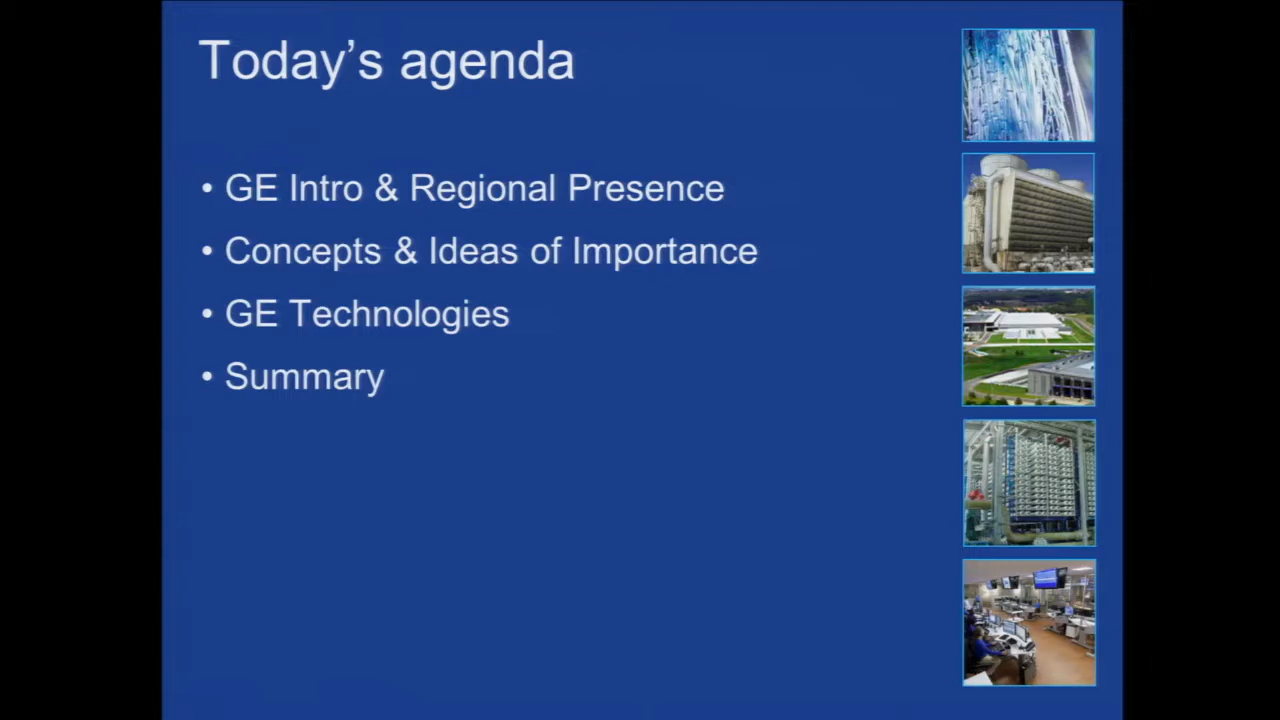 Today's agenda
• GE Intro & Regional Presence
• Concepts & Ideas of Importance
• GE Technologies
• Summary